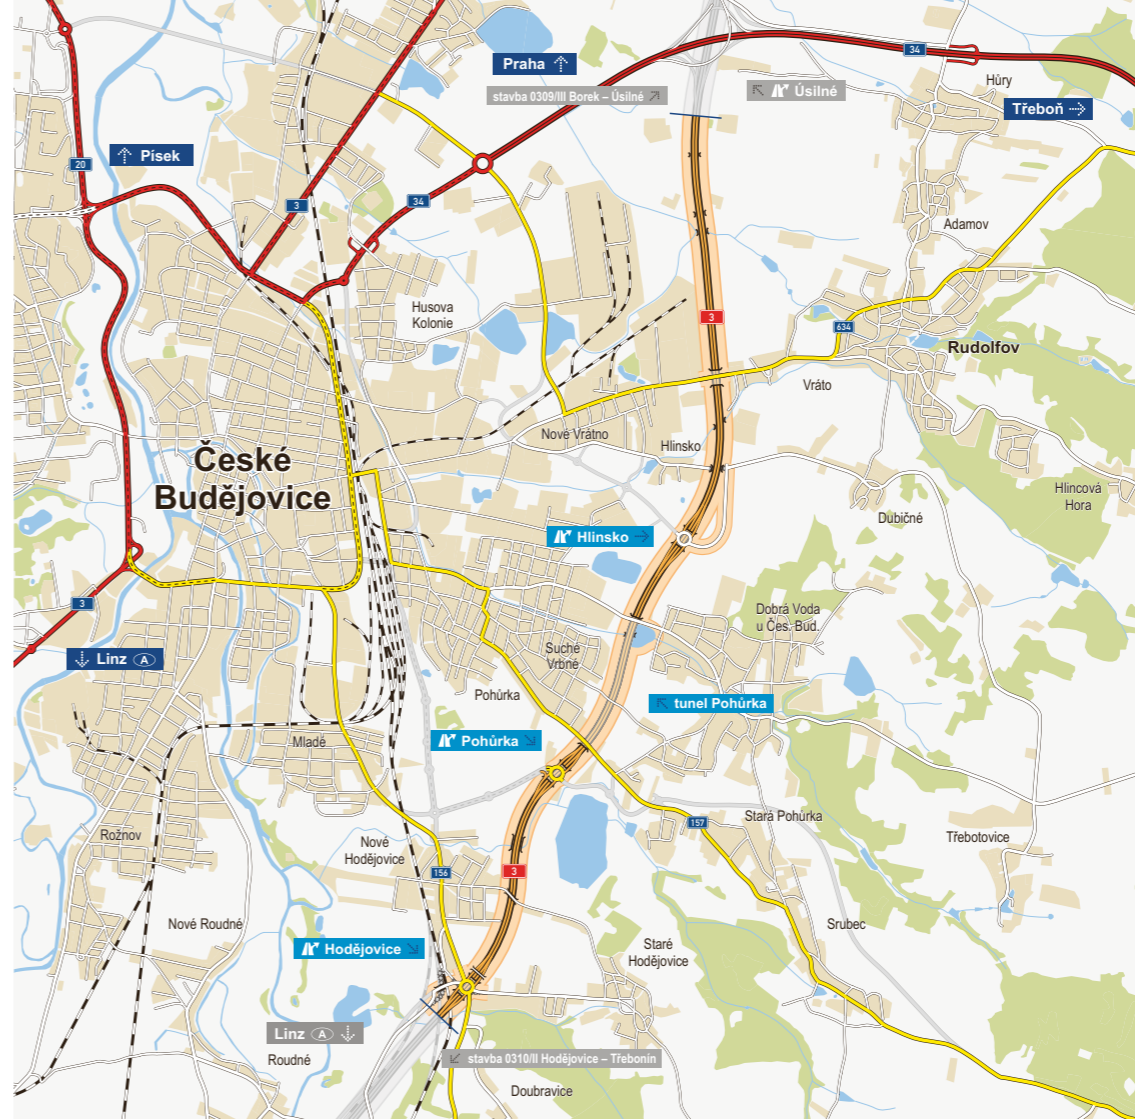 34
Praha
Húry
stavba 0309/III Borek – Úsilné
Úsilné
Třeboň
Písek
20
3
34
Adamov
Husova
Kolonie
3
634
Rudolfov
Vráto
Nové Vrátno
Hlinsko
České
Budějovice
Hlincová
Hora
Dubičné
Hlinsko
3
Dobrá Voda
u Čes. Bud.
Linz A
Suché
Vrbné
Pohůrka
tunel Pohůrka
Mladé
Pohůrka
157
Stará Pohůrka
Rožnov
Třebotovice
Nové
Hodějovice
156
3
Nové Roudné
Srubec
Hodějovice
Staré
Hodějovice
Linz A
Roudné
stavba 0310/II Hodějovice – Třebonín
Doubravice